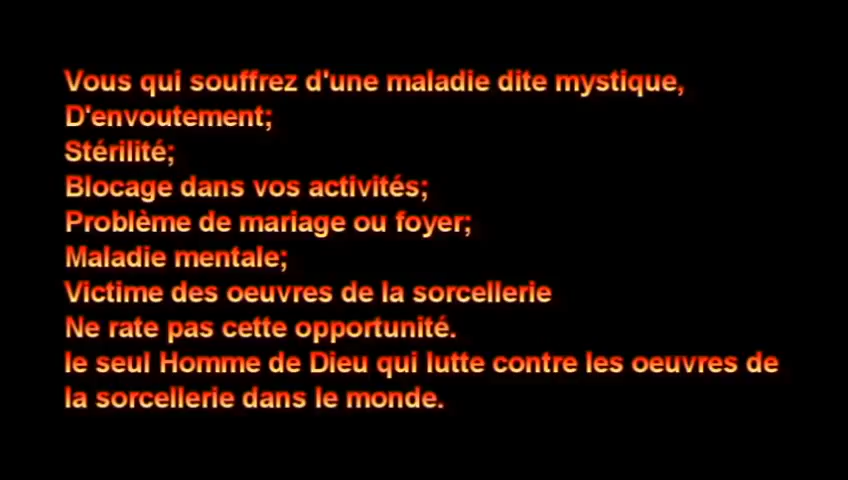 Vous qui souffrez d'une maladie dite mystique,
D'envoutement;
Stérilité;
Blocage dans vos activités;
Problème de mariage ou foyer;
Maladie mentale;
Victime des oeuvres de la sorcellerie
Ne rate pas cette opportunité.
le seul Homme de Dieu qui lutte contre les oeuvres de
la sorcellerie dans le monde.